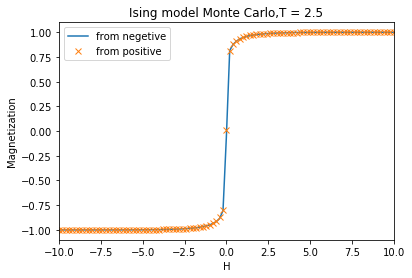 Ising model Monte Carlo,T = 2.5
from negetive
from positive
Magnetization
1.00
0.75
0.50
0.25
0.00
−0.25
−0.50
−0.75
−1.00
−10.0 −7.5 −5.0 −2.5 0.0 2.5 5.0 7.5 10.0
H